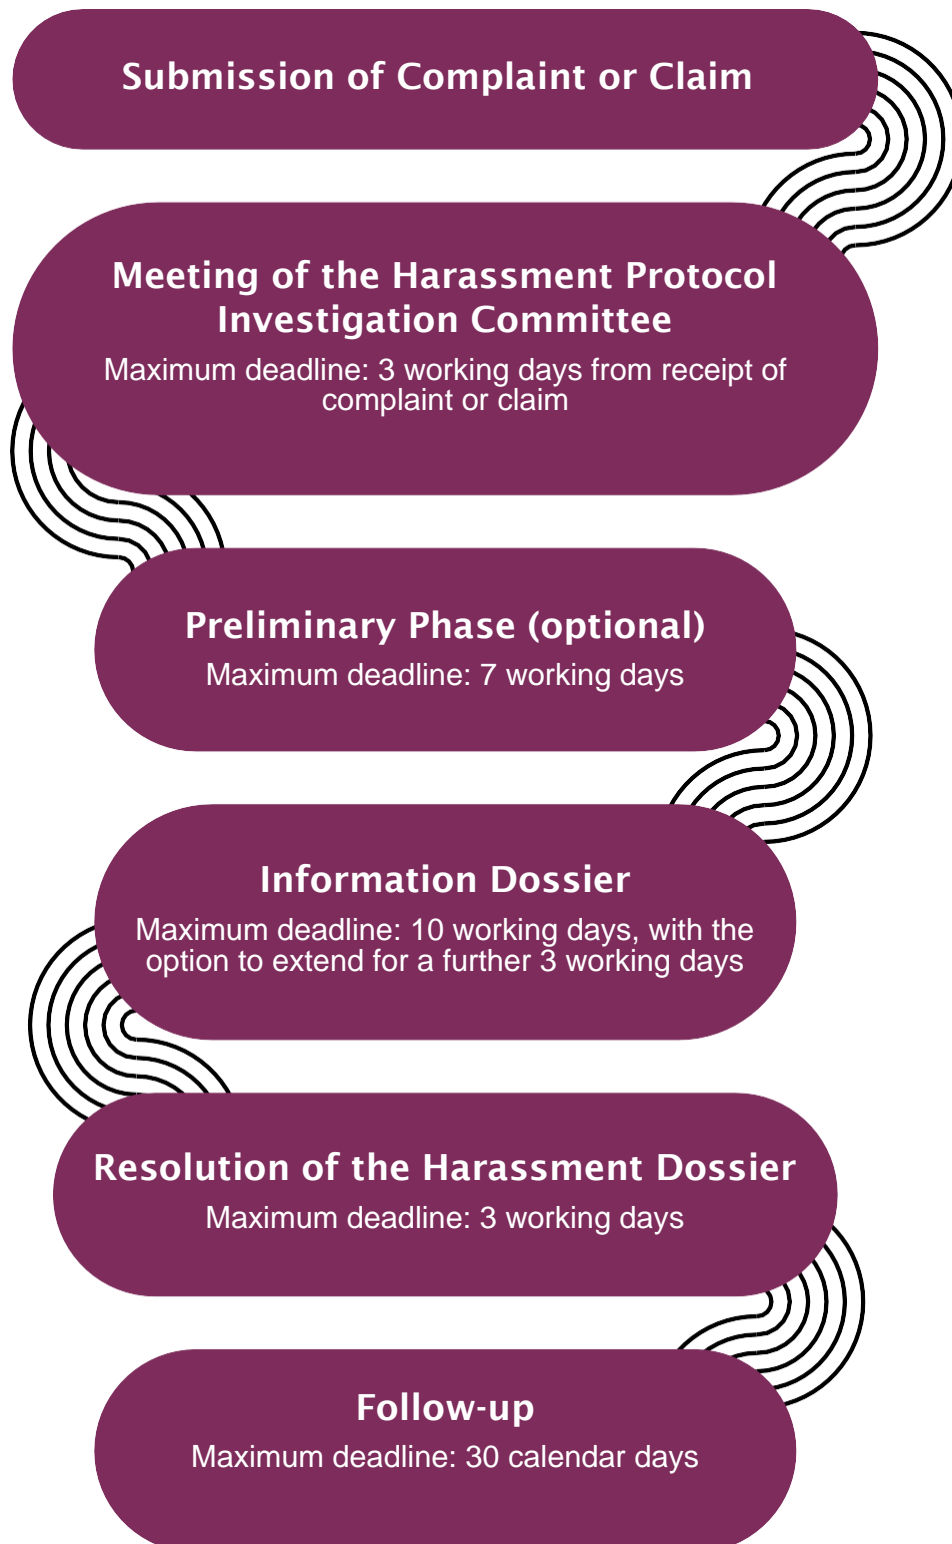 Submission of Complaint or Claim
Meeting of the Harassment Protocol
Investigation Committee
Maximum deadline: 3 working days from receipt of
complaint or claim
Preliminary Phase (optional)
Maximum deadline: 7 working days
Information Dossier
Maximum deadline: 10 working days, with the
option to extend for a further 3 working days
Resolution of the Harassment Dossier
Maximum deadline: 3 working days
Follow-up
Maximum deadline: 30 calendar days